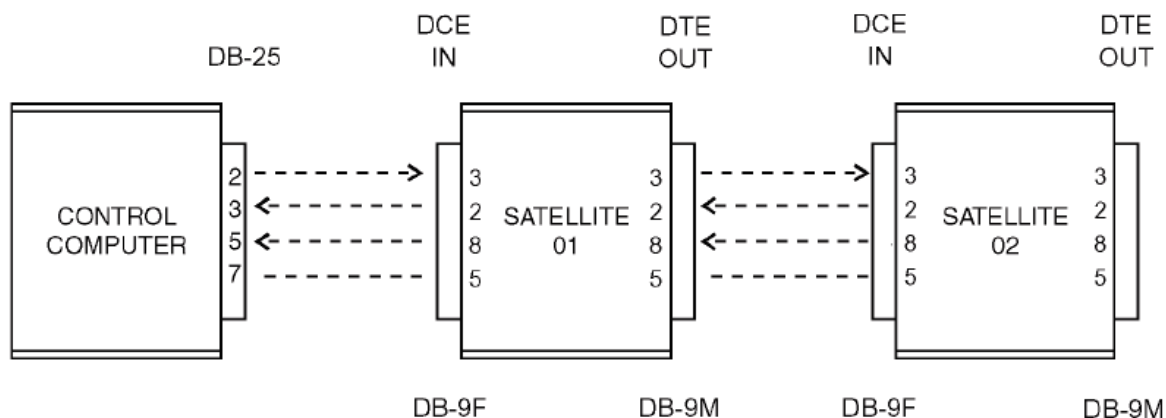 DB-25
DCE
IN
DTE
OUT
DCE
IN
DTE
OUT
CONTROL
COMPUTER
2
3
5
7
3
2
8
5
SATELLITE
01
3
2
8
5
3
2
8
5
SATELLITE
02
3
2
8
5
DB-9F
DB-9M
DB-9F
DB-9M